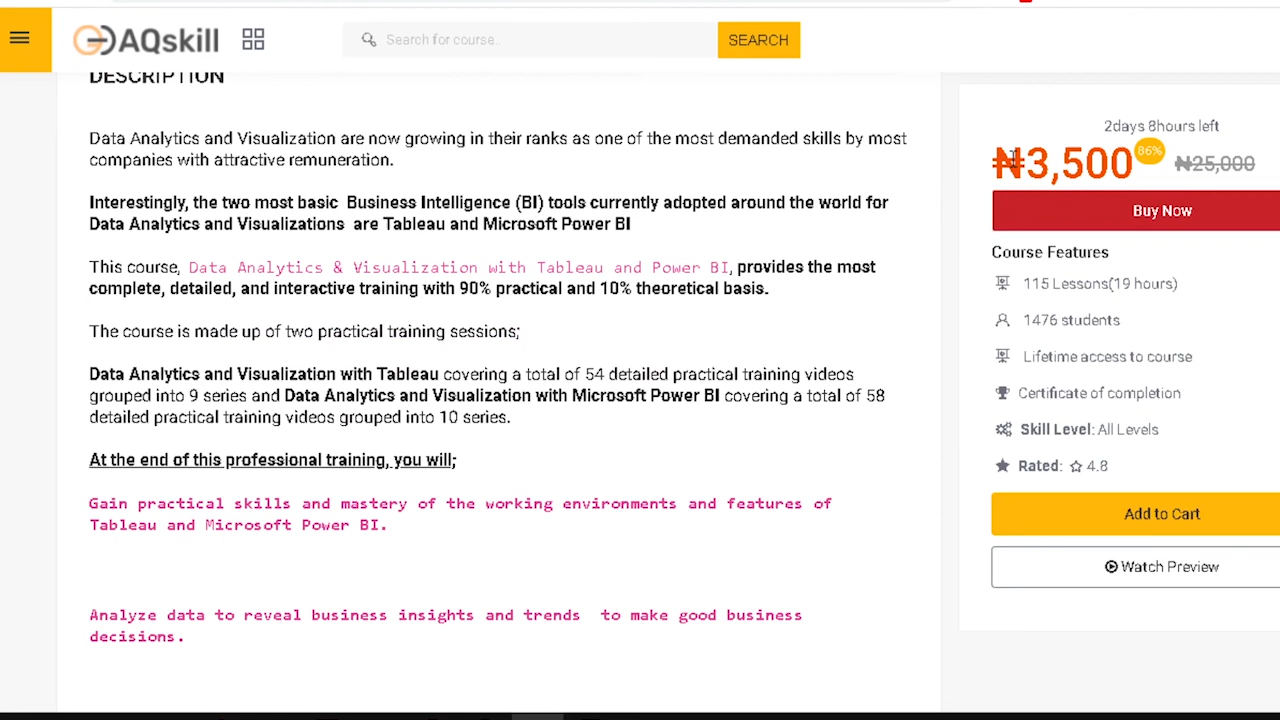 AQskill
Search for course..
SEARCH
DESCRIPTION
Data Analytics and Visualization are now growing in their ranks as one of the most demanded skills by most
companies with attractive remuneration.
Interestingly, the two most basic Business Intelligence (BI) tools currently adopted around the world for
Data Analytics and Visualizations are Tableau and Microsoft Power BI
This course, Data Analytics & Visualization with Tableau and Power BI, provides the most
complete, detailed, and interactive training with 90% practical and 10% theoretical basis.
The course is made up of two practical training sessions;
Data Analytics and Visualization with Tableau covering a total of 54 detailed practical training videos
grouped into 9 series and Data Analytics and Visualization with Microsoft Power BI covering a total of 58
detailed practical training videos grouped into 10 series.
At the end of this professional training, you will;
Gain practical skills and mastery of the working environments and features of
Tableau and Microsoft Power BI.
Analyze data to reveal business insights and trends to make good business
decisions.
2days 8hours left
₦3,500 86% ₦25,000
Buy Now
Course Features
115 Lessons(19 hours)
1476 students
Lifetime access to course
Certificate of completion
Skill Level: All Levels
Rated: 4.8
Add to Cart
Watch Preview